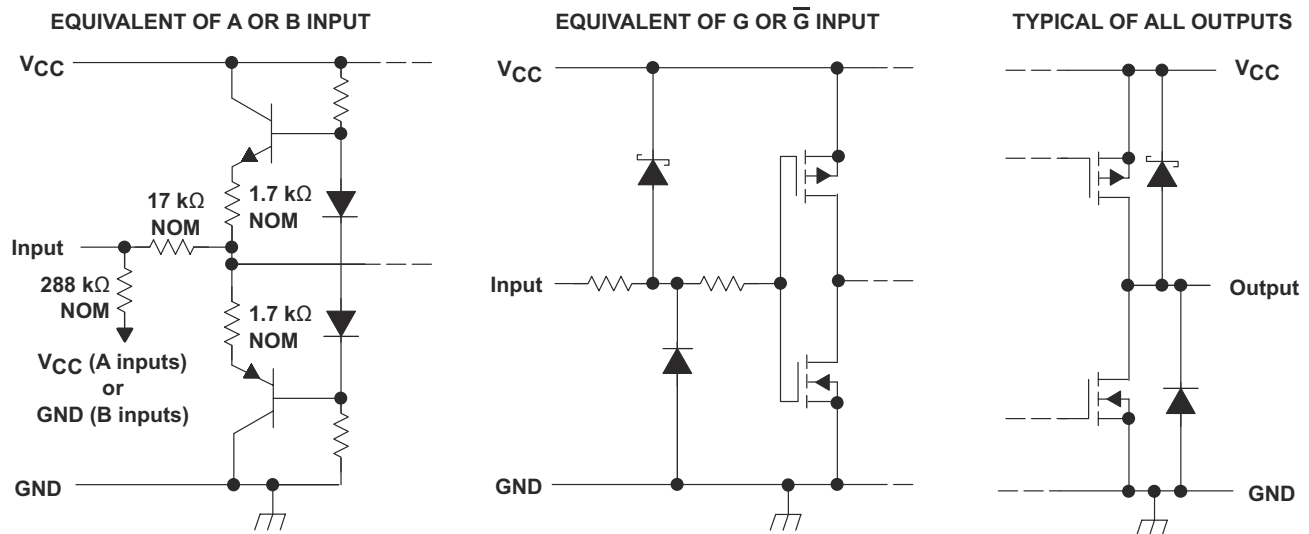 EQUIVALENT OF A OR B INPUT
VCC
17 kΩ
NOM
1.7 kΩ
NOM
Input
288 kΩ
NOM
1.7 kΩ
NOM
VCC (A inputs)
or
GND (B inputs)
GND
EQUIVALENT OF G OR G̅ INPUT
VCC
Input
GND
TYPICAL OF ALL OUTPUTS
VCC
Output
GND